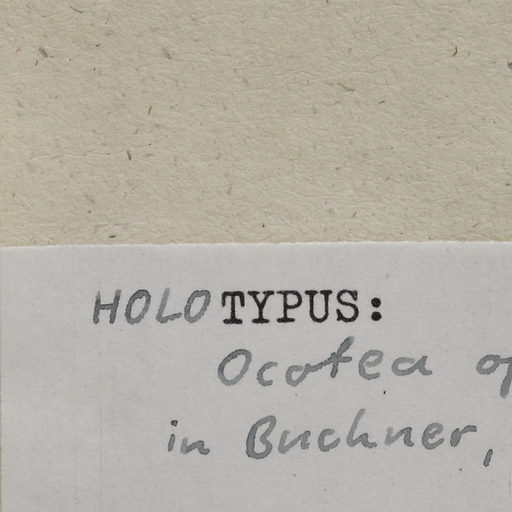 HOLOTYPUS:
Ocotea
in Buchner,